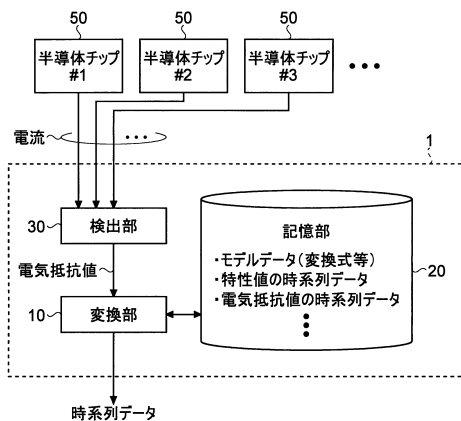 50
50
50
半導体チップ
#1
半導体チップ
#2
半導体チップ
#3
•••
電流
•••
1
30
検出部
電気抵抗値
10
変換部
記憶部
・モデルデータ(変換式等)
・特性値の時系列データ
・電気抵抗値の時系列データ
20
時系列データ